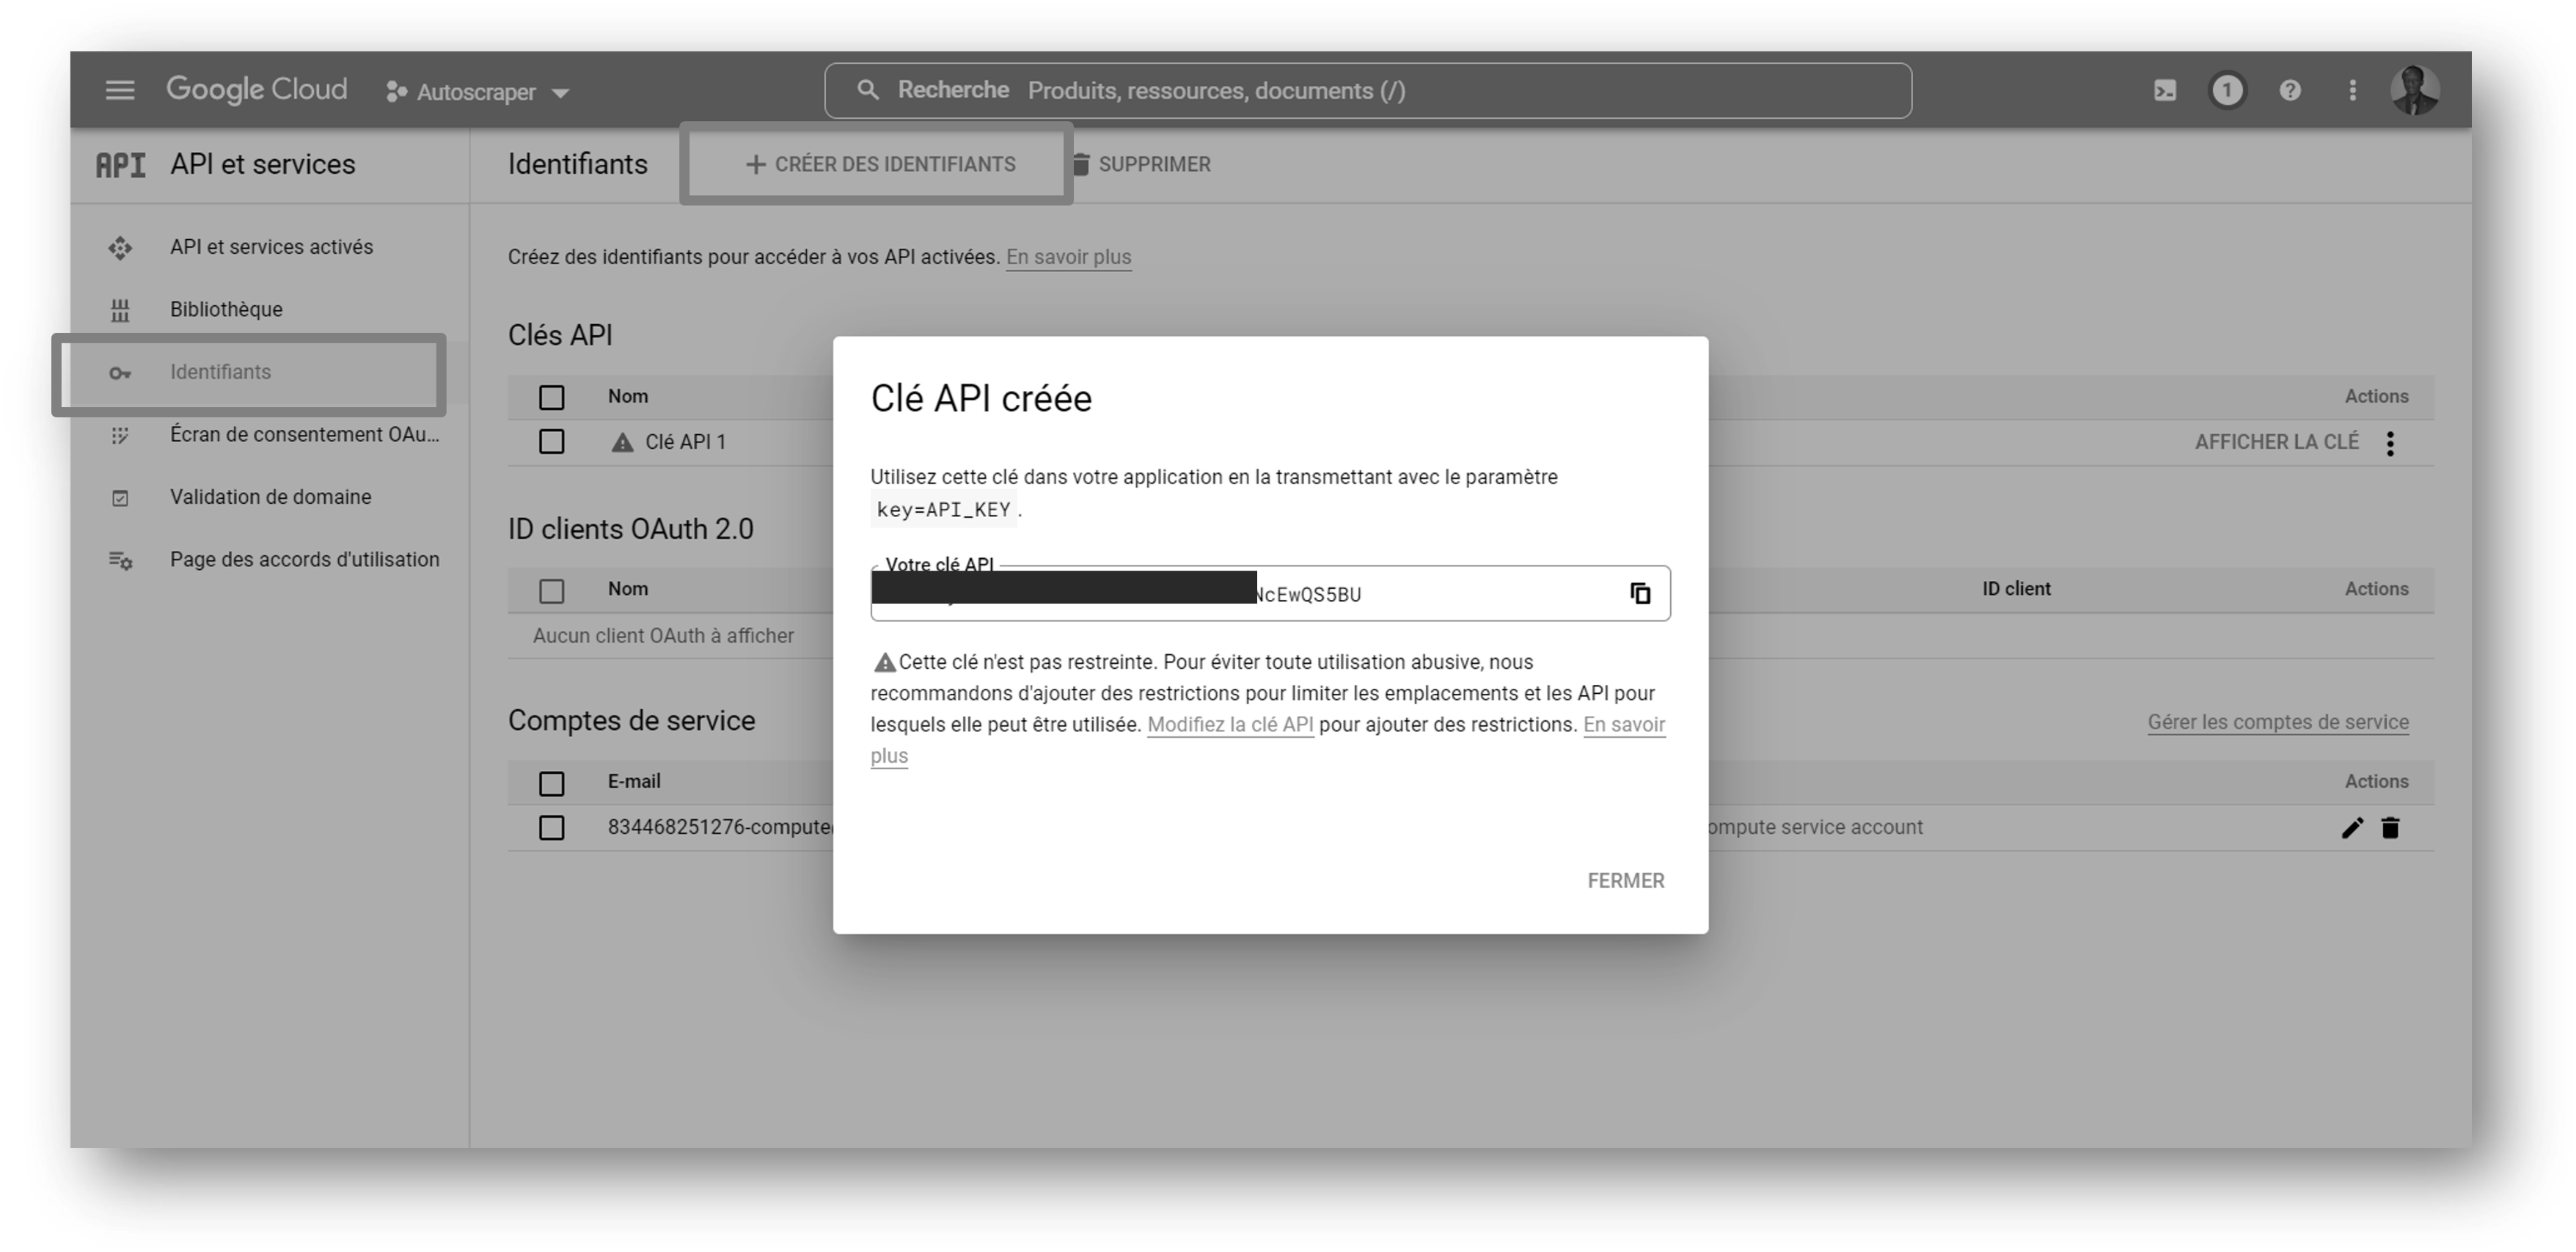 Google Cloud Autoscraper Recherche Produits, ressources, documents (/) 1
API API et services
Identifiants CRÉER DES IDENTIFIANTS SUPPRIMER
API et services activés
Bibliothèque
Identifiants
Écran de consentement OAu...
Validation de domaine
Page des accords d'utilisation
Créez des identifiants pour accéder à vos API activées. En savoir plus
Clés API
Nom Actions
Clé API 1 AFFICHER LA CLÉ
ID clients OAuth 2.0
Nom ID client Actions
Aucun client OAuth à afficher
Comptes de service Gérer les comptes de service
E-mail Actions
834468251276-compute ompute service account
Clé API créée
Utilisez cette clé dans votre application en la transmettant avec le paramètre
key=API_KEY.
Votre clé API
NcEwQS5BU
Cette clé n'est pas restreinte. Pour éviter toute utilisation abusive, nous
recommandons d'ajouter des restrictions pour limiter les emplacements et les API pour
lesquels elle peut être utilisée. Modifiez la clé API pour ajouter des restrictions. En savoir
plus
FERMER